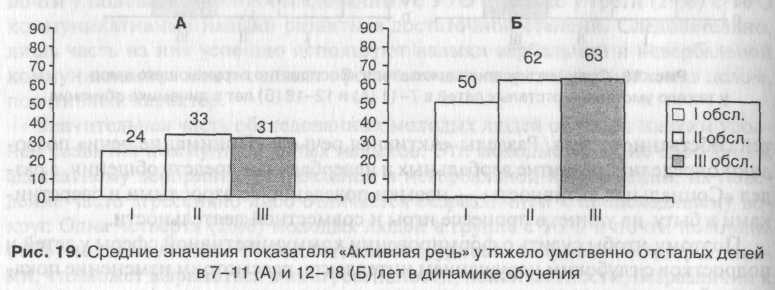 А
90
80
70
60
50
40
30
20
10
0
24
33
31
I II III
Б
90
80
70
60
50
40
30
20
10
0
50
62
63
I II III
I обсл.
II обсл.
III обсл.
Рис. 19. Средние значения показателя «Активная речь» у тяжело умственно отсталых детей
в 7–11 (А) и 12–18 (Б) лет в динамике обучения